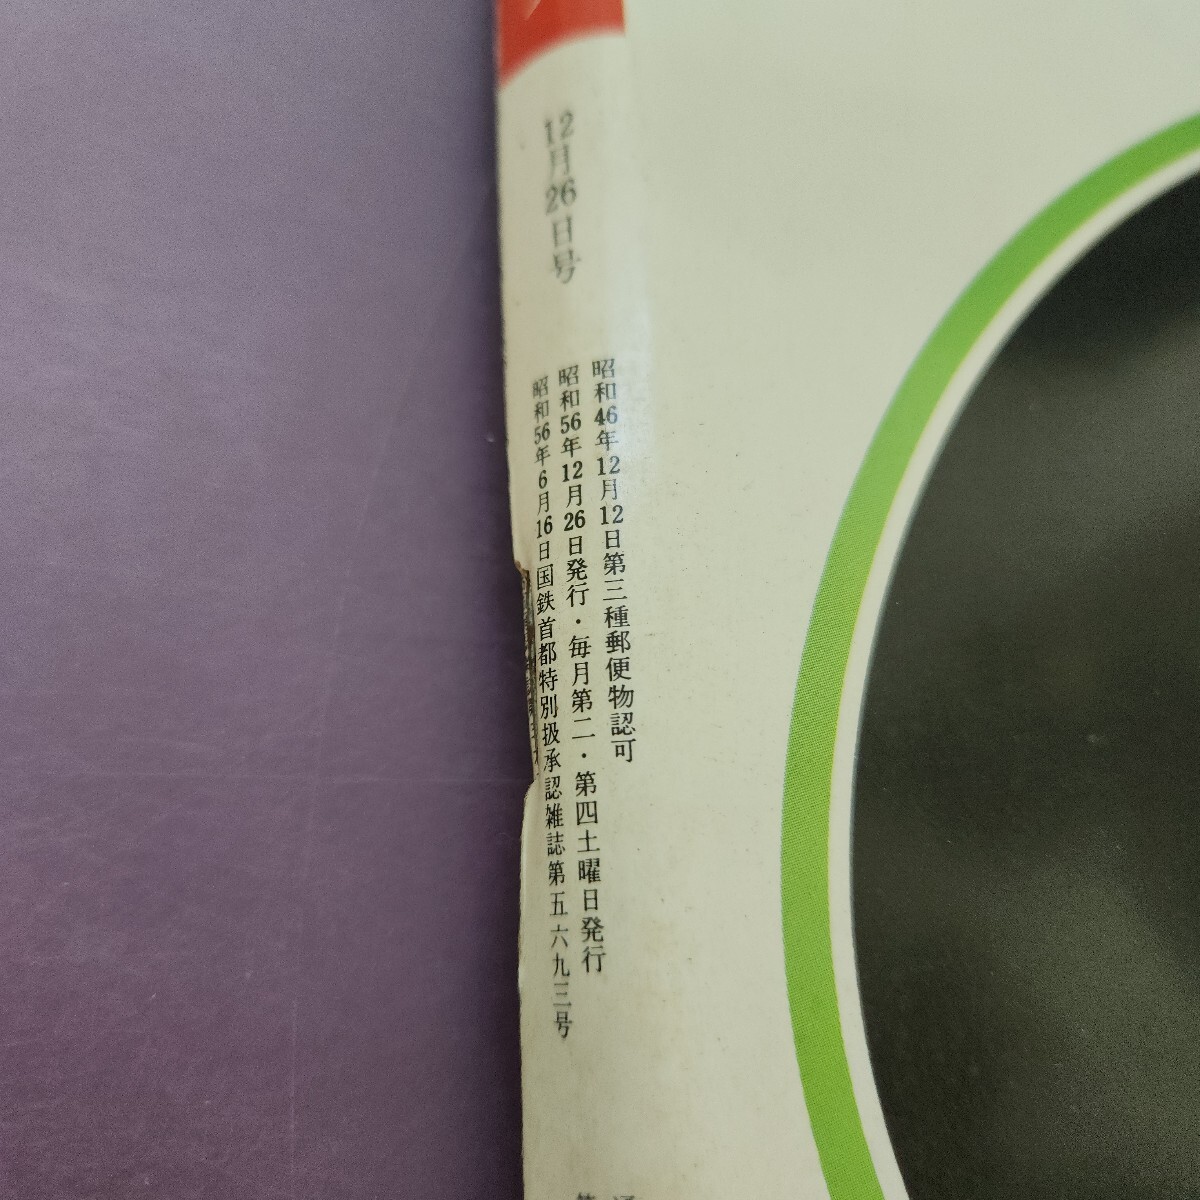 12月26日号
昭和46年12月12日第三種郵便物認可
昭和56年12月26日発行・毎月第二・第四土曜日発行
昭和56年6月16日国鉄首都特別扱承認雑誌第五六九三号